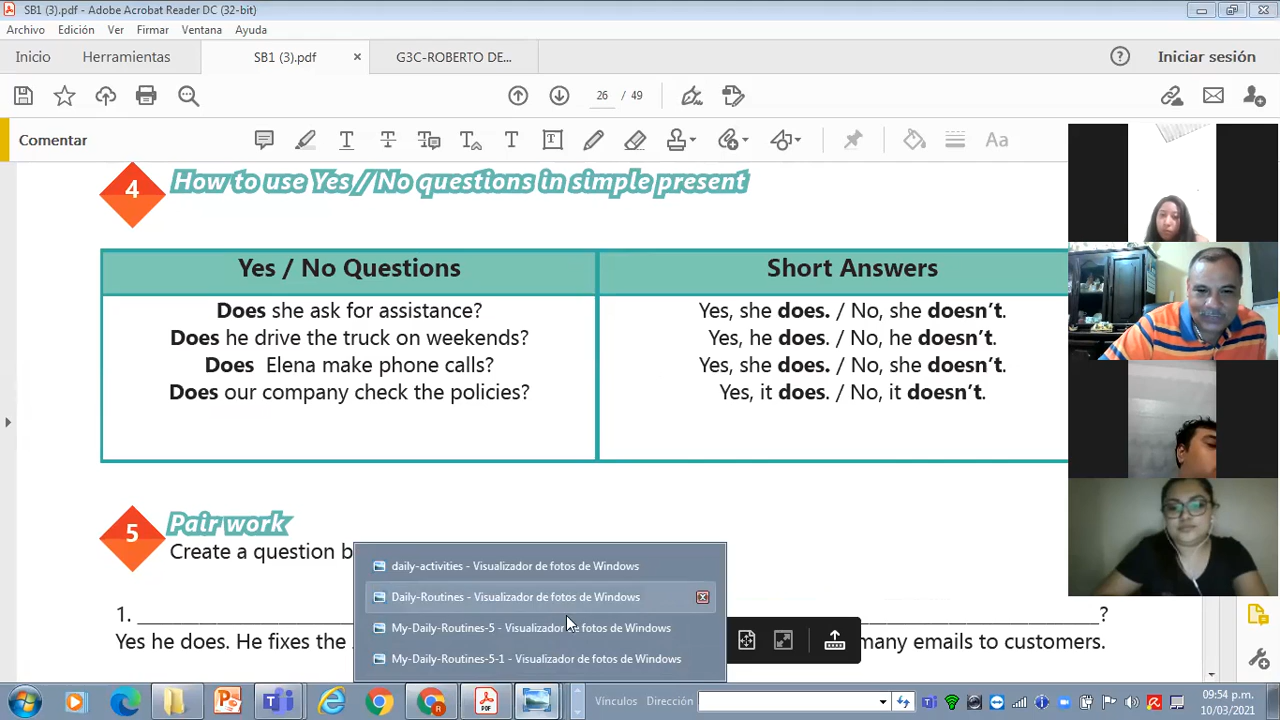 SB1 (3).pdf - Adobe Acrobat Reader DC (32-bit)
Archivo Edición Ver Firmar Ventana Ayuda
Inicio Herramientas SB1 (3).pdf × G3C-ROBERTO DE... Iniciar sesión
26 / 49
Comentar
4 How to use Yes / No questions in simple present
Yes / No Questions
Does she ask for assistance?
Does he drive the truck on weekends?
Does Elena make phone calls?
Does our company check the policies?
Short Answers
Yes, she does. / No, she doesn't.
Yes, he does. / No, he doesn't.
Yes, she does. / No, she doesn't.
Yes, it does. / No, it doesn't.
5 Pair work
Create a question b
1. ?
Yes he does. He fixes the
many emails to customers.
daily-activities - Visualizador de fotos de Windows
Daily-Routines - Visualizador de fotos de Windows
My-Daily-Routines-5 - Visualizador de fotos de Windows
My-Daily-Routines-5-1 - Visualizador de fotos de Windows
Vínculos Dirección
09:54 p.m.
10/03/2021